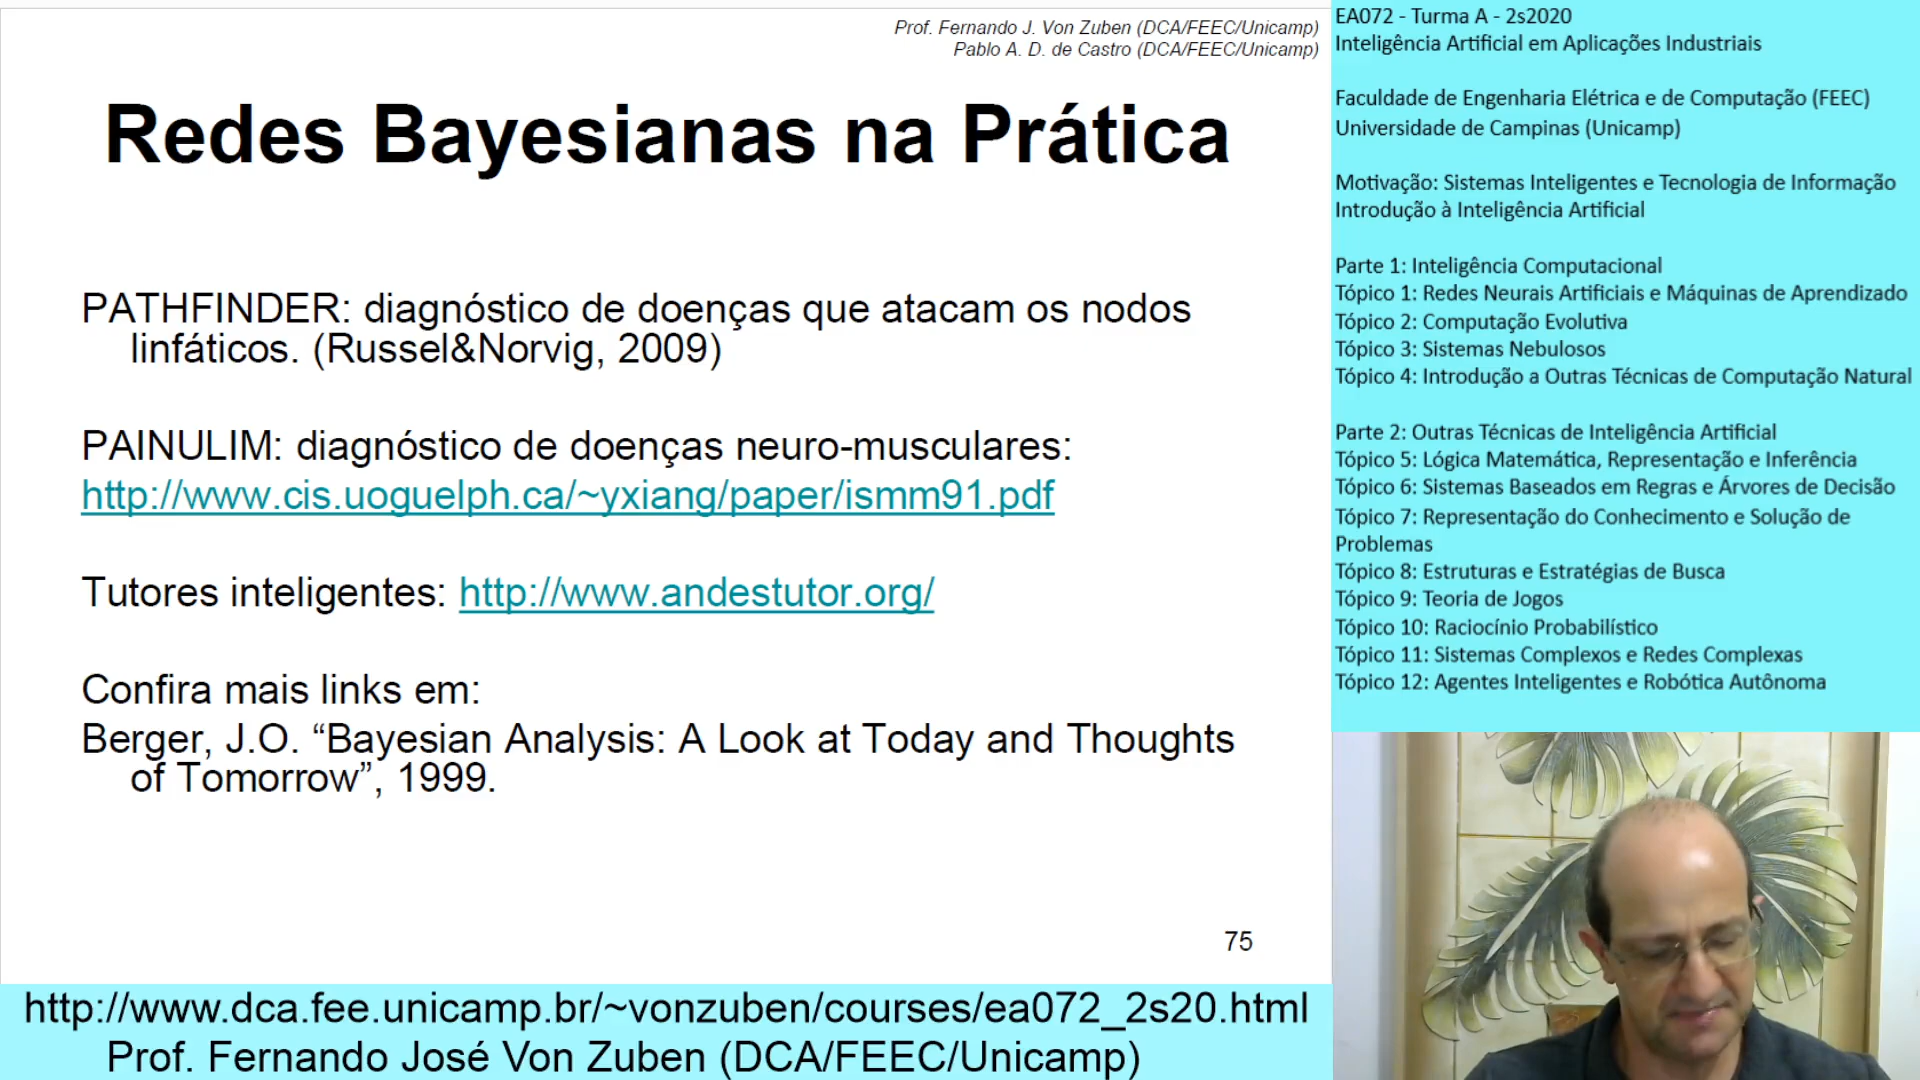 Prof. Fernando J. Von Zuben (DCA/FEEC/Unicamp)
Pablo A. D. de Castro (DCA/FEEC/Unicamp)
Redes Bayesianas na Prática
PATHFINDER: diagnóstico de doenças que atacam os nodos
linfáticos. (Russel&Norvig, 2009)
PAINULIM: diagnóstico de doenças neuro-musculares:
http://www.cis.uoguelph.ca/~yxiang/paper/ismm91.pdf
Tutores inteligentes: http://www.andestutor.org/
Confira mais links em:
Berger, J.O. “Bayesian Analysis: A Look at Today and Thoughts
of Tomorrow”, 1999.
75
http://www.dca.fee.unicamp.br/~vonzuben/courses/ea072_2s20.html
Prof. Fernando José Von Zuben (DCA/FEEC/Unicamp)
EA072 - Turma A - 2s2020
Inteligência Artificial em Aplicações Industriais
Faculdade de Engenharia Elétrica e de Computação (FEEC)
Universidade de Campinas (Unicamp)
Motivação: Sistemas Inteligentes e Tecnologia de Informação
Introdução à Inteligência Artificial
Parte 1: Inteligência Computacional
Tópico 1: Redes Neurais Artificiais e Máquinas de Aprendizado
Tópico 2: Computação Evolutiva
Tópico 3: Sistemas Nebulosos
Tópico 4: Introdução a Outras Técnicas de Computação Natural
Parte 2: Outras Técnicas de Inteligência Artificial
Tópico 5: Lógica Matemática, Representação e Inferência
Tópico 6: Sistemas Baseados em Regras e Árvores de Decisão
Tópico 7: Representação do Conhecimento e Solução de
Problemas
Tópico 8: Estruturas e Estratégias de Busca
Tópico 9: Teoria de Jogos
Tópico 10: Raciocínio Probabilístico
Tópico 11: Sistemas Complexos e Redes Complexas
Tópico 12: Agentes Inteligentes e Robótica Autônoma